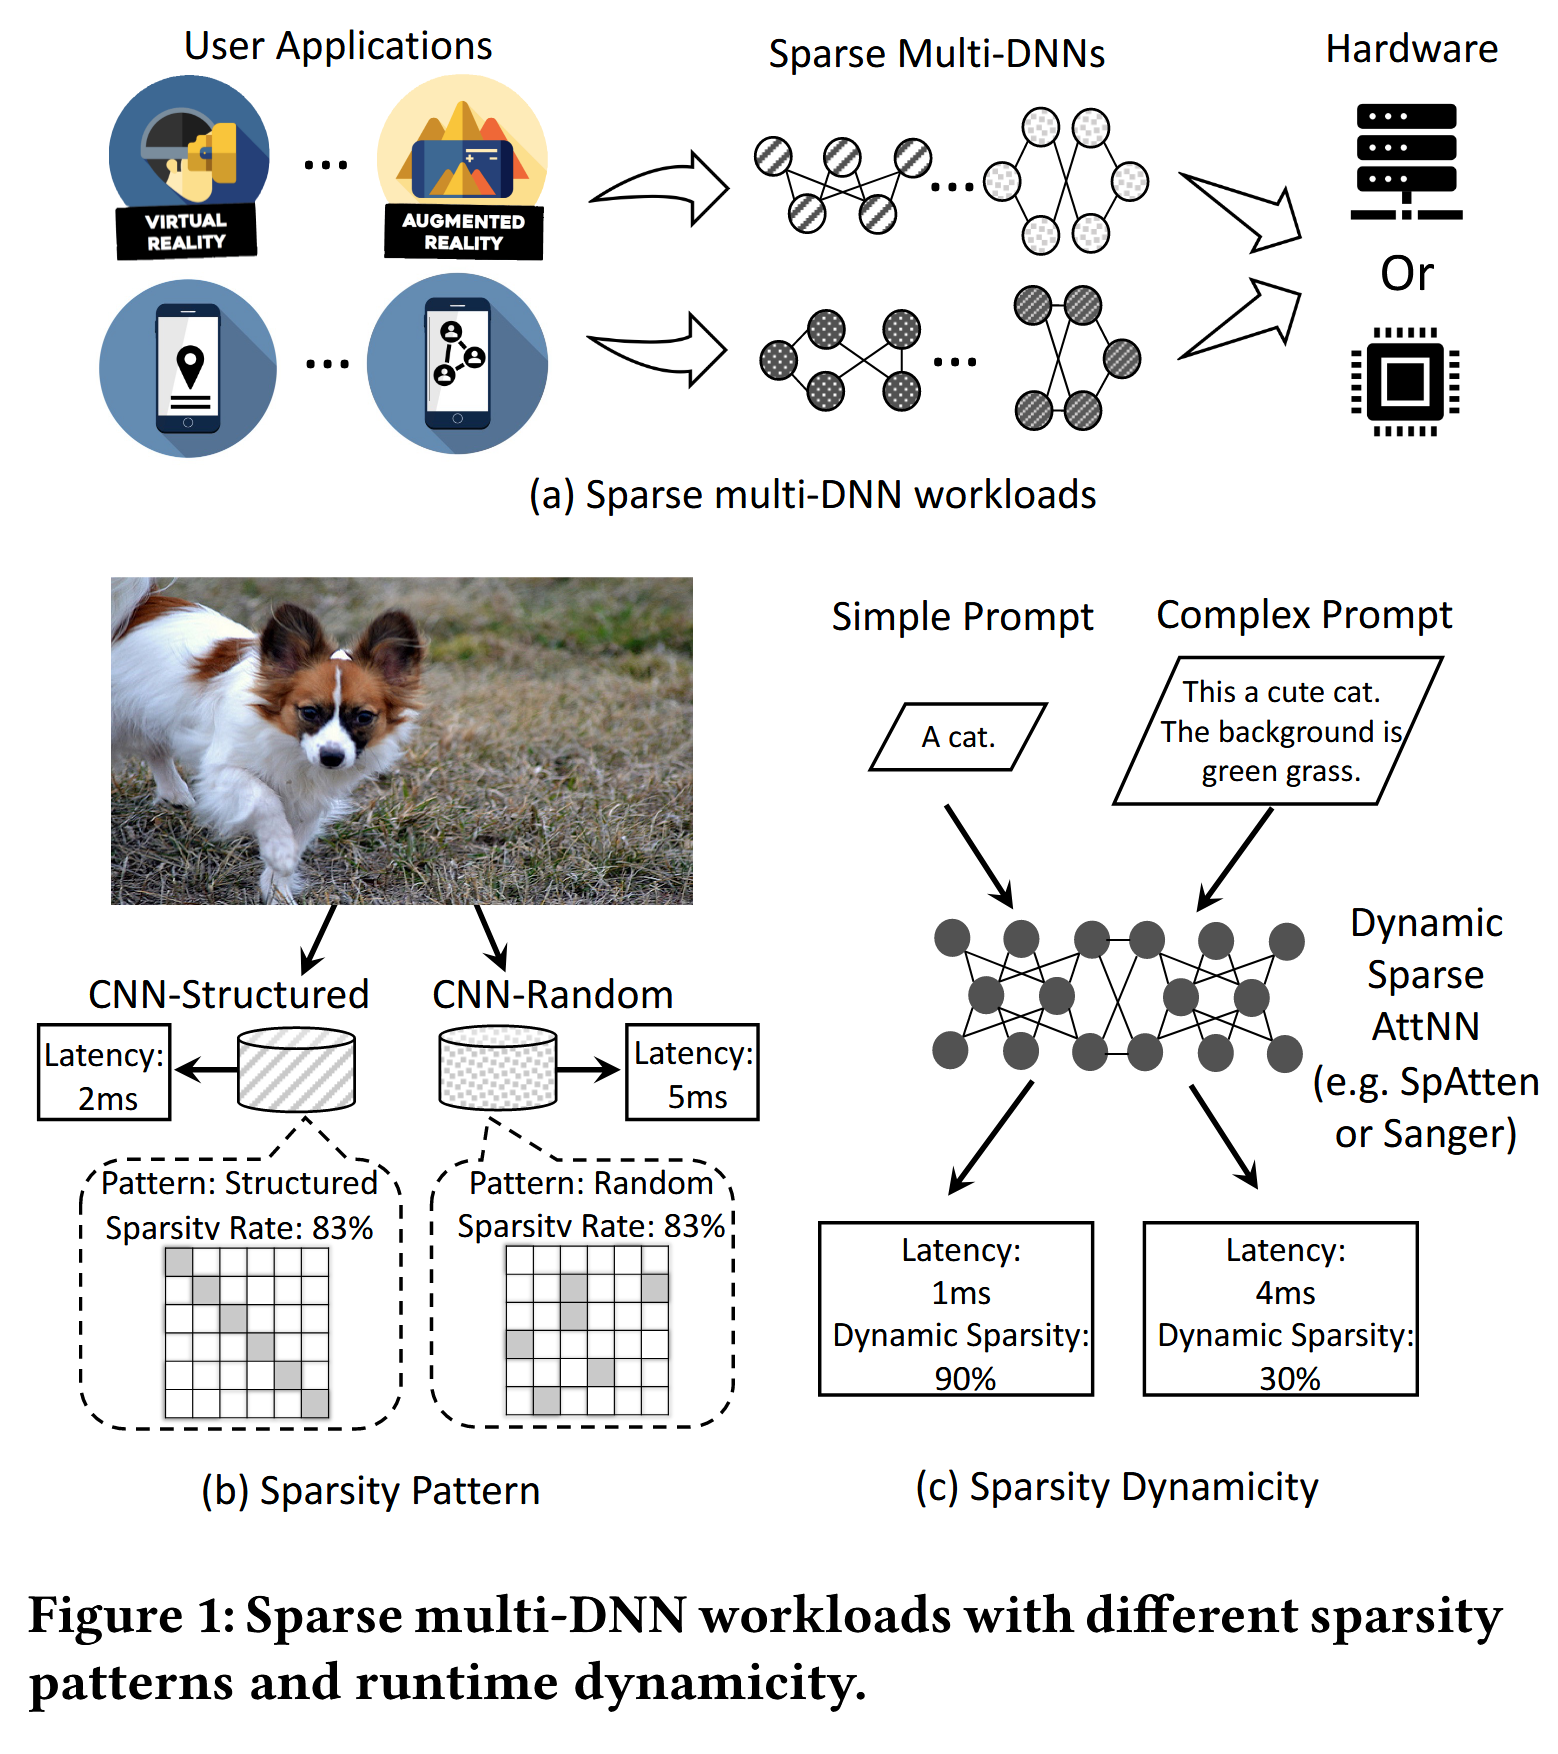 User Applications
Sparse Multi-DNNs
Hardware
VIRTUAL
REALITY
...
AUGMENTED
REALITY
...
Or
...
...
(a) Sparse multi-DNN workloads
Simple Prompt
Complex Prompt
A cat.
This a cute cat.
The background is
green grass.
CNN-Structured
CNN-Random
Latency:
2ms
Latency:
5ms
Pattern: Structured
Sparsity Rate: 83%
Pattern: Random
Sparsity Rate: 83%
Dynamic
Sparse
AttNN
(e.g. SpAtten
or Sanger)
Latency:
1ms
Dynamic Sparsity:
90%
Latency:
4ms
Dynamic Sparsity:
30%
(b) Sparsity Pattern
(c) Sparsity Dynamicity
Figure 1: Sparse multi-DNN workloads with different sparsity
patterns and runtime dynamicity.